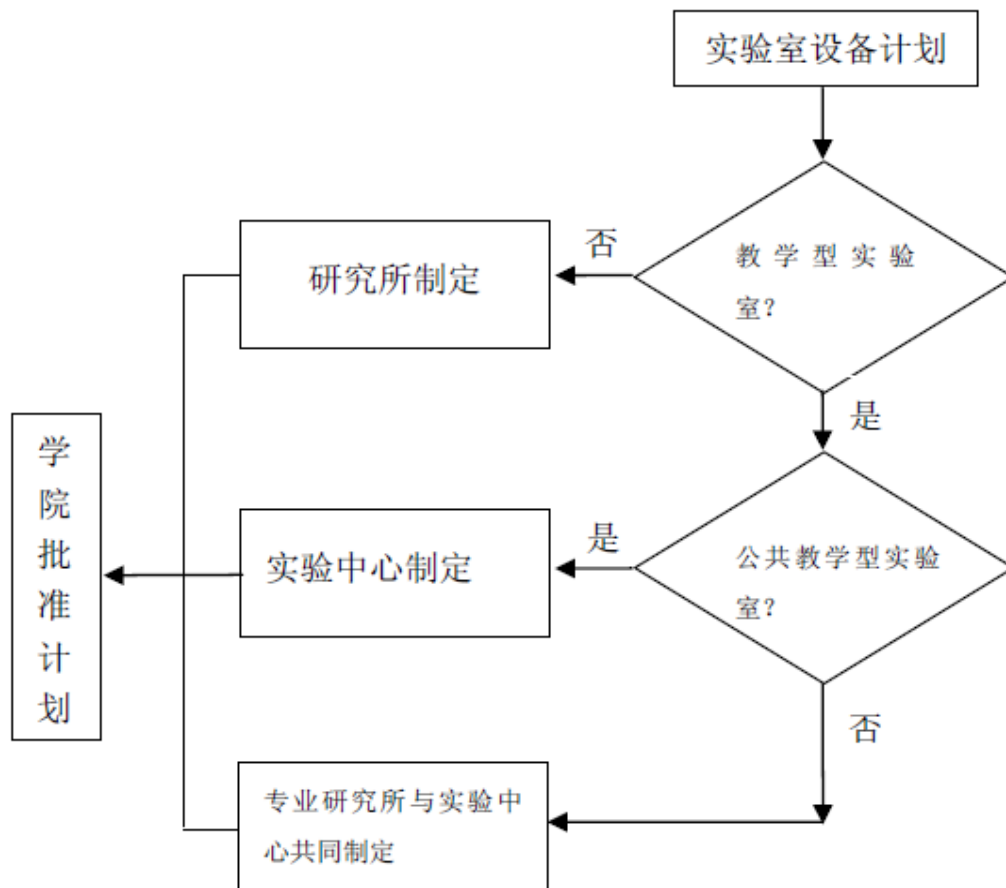 实验室设备计划
教学型实验
室？
否
研究所制定
是
公共教学型实验
室？
是
实验中心制定
否
专业研究所与实验中
心共同制定
学
院
批
准
计
划